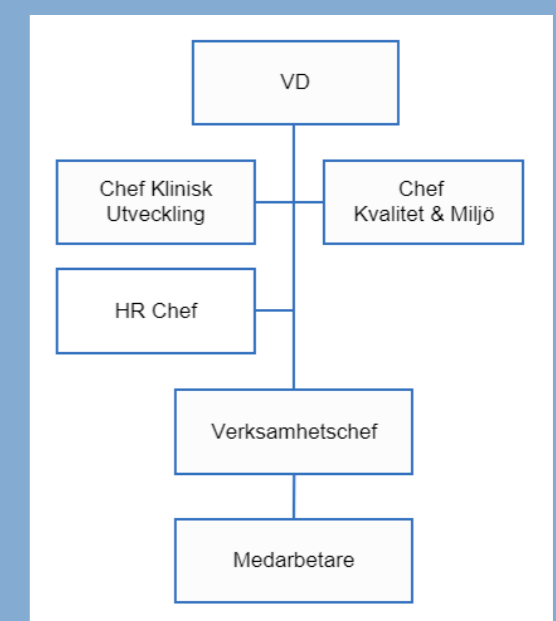 VD
Chef Klinisk
Utveckling
Chef
Kvalitet & Miljö
HR Chef
Verksamhetschef
Medarbetare